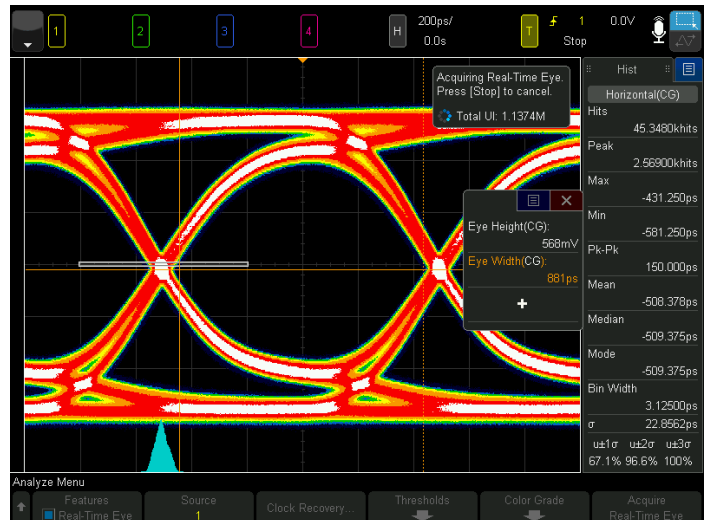 1
2
3
4
H
200ps/
0.0s
T
1
0.0V
Stop
Acquiring Real-Time Eye.
Press [Stop] to cancel.
Total UI: 1.1374M
Hist
Horizontal(CG)
Hits
45.3480khits
Peak
2.56900khits
Max
-431.250ps
Min
-581.250ps
Pk-Pk
150.000ps
Mean
-508.378ps
Median
-509.375ps
Mode
-509.375ps
Bin Width
3.12500ps
σ
22.8562ps
u±1σ u±2σ u±3σ
67.1% 96.6% 100%
Eye Height(CG):
568mV
Eye Width(CG):
881ps
Analyze Menu
Features
Real-Time Eye
Source
1
Clock Recovery...
Thresholds
Color Grade
Acquire
Real-Time Eye